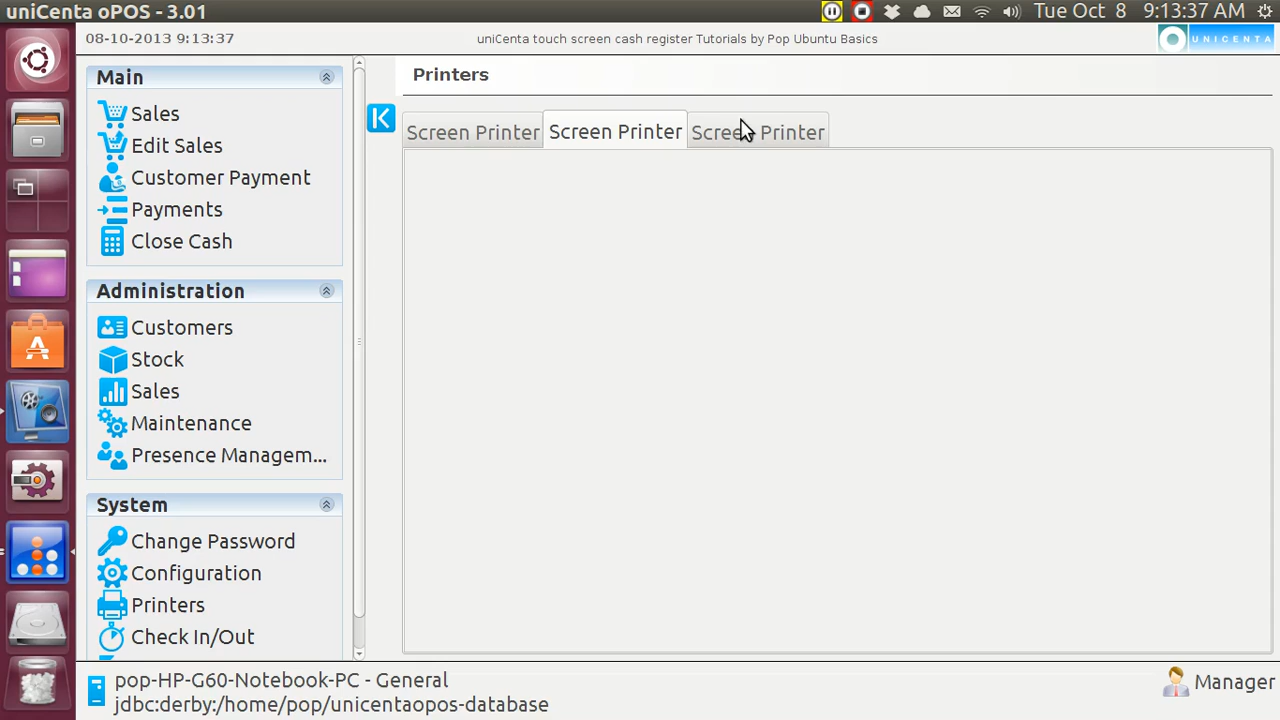 uniCenta oPOS - 3.01
Tue Oct 8 9:13:37 AM
08-10-2013 9:13:37
uniCenta touch screen cash register Tutorials by Pop Ubuntu Basics
UNICENTA
Main
Sales
Edit Sales
Customer Payment
Payments
Close Cash
Administration
Customers
Stock
Sales
Maintenance
Presence Managem...
System
Change Password
Configuration
Printers
Check In/Out
Printers
Screen Printer
Screen Printer
Screen Printer
pop-HP-G60-Notebook-PC - General
jdbc:derby:/home/pop/unicentaopos-database
Manager